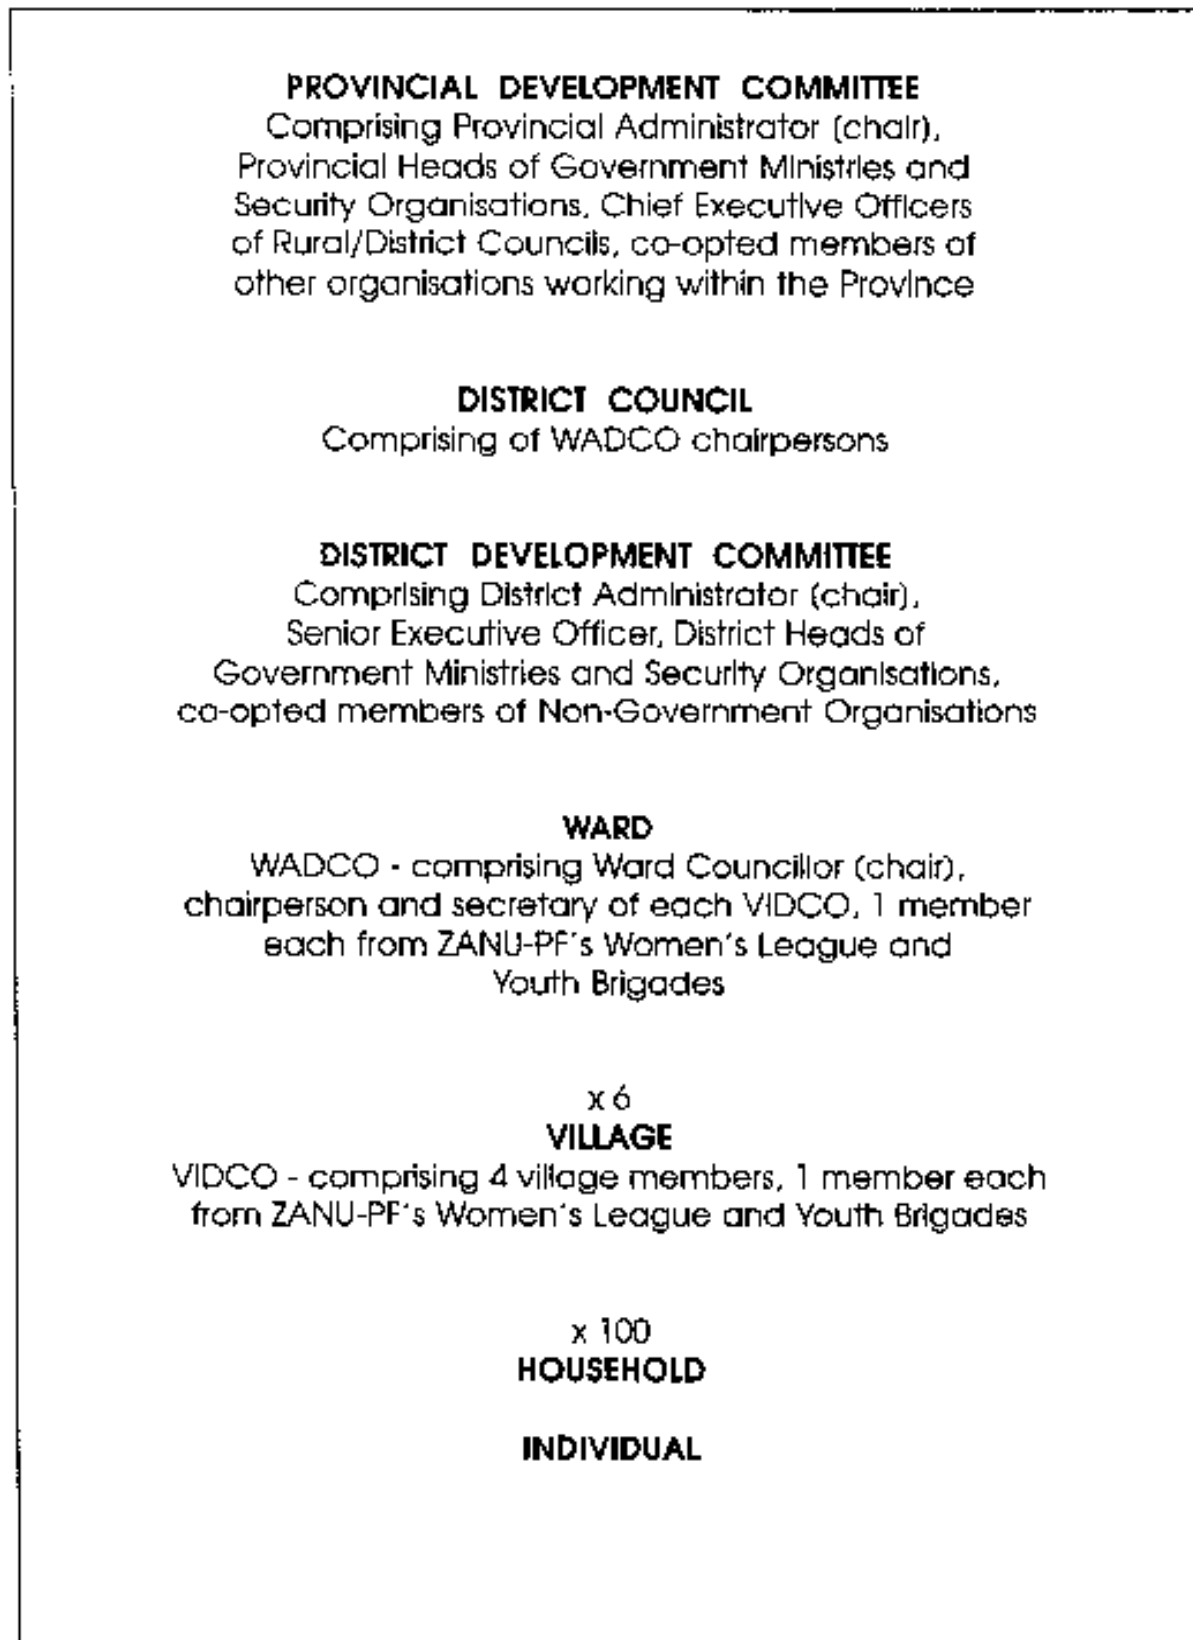 PROVINCIAL DEVELOPMENT COMMITTEE
Comprising Provincial Administrator (chair),
Provincial Heads of Government Ministries and
Security Organisations, Chief Executive Officers
of Rural/District Councils, co-opted members of
other organisations working within the Province
DISTRICT COUNCIL
Comprising of WADCO chairpersons
DISTRICT DEVELOPMENT COMMITTEE
Comprising District Administrator (chair),
Senior Executive Officer, District Heads of
Government Ministries and Security Organisations,
co-opted members of Non-Government Organisations
WARD
WADCO - comprising Ward Councillor (chair),
chairperson and secretary of each VIDCO, 1 member
each from ZANU-PF's Women's League and
Youth Brigades
x 6
VILLAGE
VIDCO - comprising 4 village members, 1 member each
from ZANU-PF's Women's League and Youth Brigades
x 100
HOUSEHOLD
INDIVIDUAL